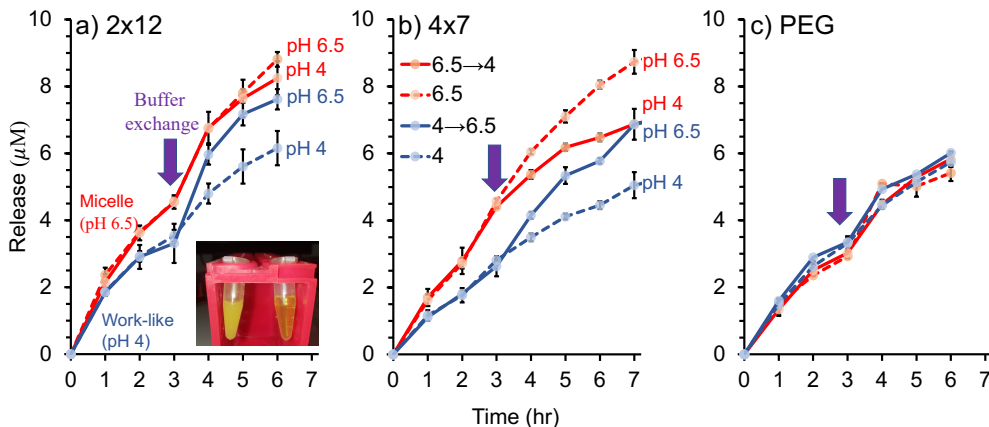 a) 2x12
b) 4x7
c) PEG
Release (µM)
10
8
6
4
2
0
0 1 2 3 4 5 6 7
Buffer
exchange
Micelle
(pH 6.5)
Work-like
(pH 4)
pH 6.5
pH 4
pH 6.5
pH 4
10
8
6
4
2
0
0 1 2 3 4 5 6 7
6.5→4
6.5
4→6.5
4
pH 6.5
pH 4
pH 6.5
pH 4
Time (hr)
10
8
6
4
2
0
0 1 2 3 4 5 6 7